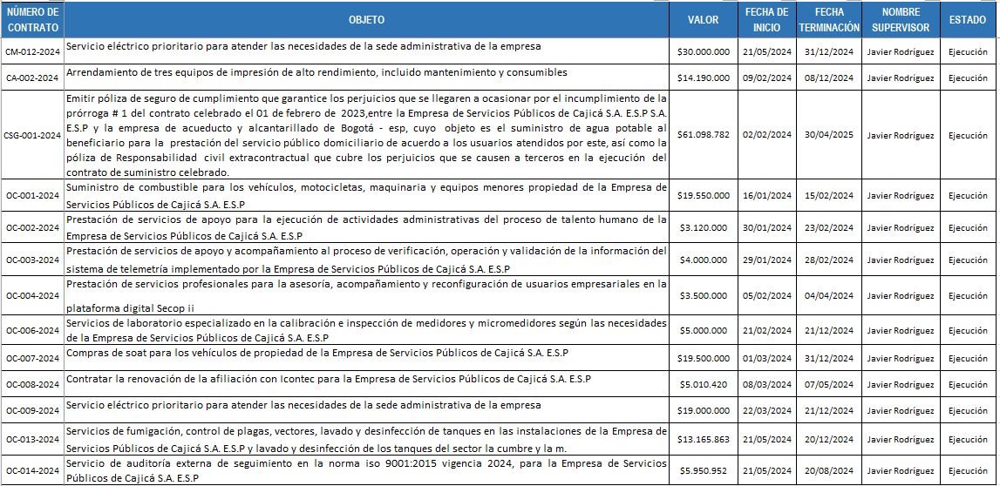 NÚMERO DE CONTRATO OBJETO VALOR FECHA DE INICIO FECHA TERMINACIÓN NOMBRE SUPERVISOR ESTADO
CM-012-2024 Servicio eléctrico prioritario para atender las necesidades de la sede administrativa de la empresa $30.000.000 21/05/2024 31/12/2024 Javier Rodríguez Ejecución
CA-002-2024 Arrendamiento de tres equipos de impresión de alto rendimiento, incluido mantenimiento y consumibles $14.190.000 09/02/2024 08/12/2024 Javier Rodríguez Ejecución
Emitir póliza de seguro de cumplimiento que garantice los perjuicios que se llegaren a ocasionar por el incumplimiento de la
prórroga # 1 del contrato celebrado el 01 de febrero de 2023,entre la Empresa de Servicios Públicos de Cajicá S.A. E.S.P S.A.
E.S.P y la empresa de acueducto y alcantarillado de Bogotá - esp, cuyo objeto es el suministro de agua potable al
CSG-001-2024 beneficiario para la prestación del servicio público domiciliario de acuerdo a los usuarios atendidos por este, así como la $61.098.782 02/02/2024 30/04/2025 Javier Rodríguez Ejecución
póliza de Responsabilidad civil extracontractual que cubre los perjuicios que se causen a terceros en la ejecución del
contrato de suministro celebrado.
OC-001-2024 Suministro de combustible para los vehículos, motocicletas, maquinaria y equipos menores propiedad de la Empresa de $19.550.000 16/01/2024 15/02/2024 Javier Rodríguez Ejecución
Servicios Públicos de Cajicá S.A. E.S.P
OC-002-2024 Prestación de servicios de apoyo para la ejecución de actividades administrativas del proceso de talento humano de la $3.120.000 30/01/2024 23/02/2024 Javier Rodríguez Ejecución
Empresa de Servicios Públicos de Cajicá S.A. E.S.P
OC-003-2024 Prestación de servicios de apoyo y acompañamiento al proceso de verificación, operación y validación de la información del $4.000.000 29/01/2024 28/02/2024 Javier Rodríguez Ejecución
sistema de telemetría implementado por la Empresa de Servicios Públicos de Cajicá S.A. E.S.P
OC-004-2024 Prestación de servicios profesionales para la asesoría, acompañamiento y reconfiguración de usuarios empresariales en la $3.500.000 05/02/2024 04/04/2024 Javier Rodríguez Ejecución
plataforma digital Secop ii
OC-006-2024 Servicios de laboratorio especializado en la calibración e inspección de medidores y micromedidores según las necesidades $5.000.000 21/02/2024 21/12/2024 Javier Rodríguez Ejecución
de la Empresa de Servicios Públicos de Cajicá S.A. E.S.P
OC-007-2024 Compras de soat para los vehículos de propiedad de la Empresa de Servicios Públicos de Cajicá S.A. E.S.P $19.500.000 01/03/2024 31/12/2024 Javier Rodríguez Ejecución
OC-008-2024 Contratar la renovación de la afiliación con Icontec para la Empresa de Servicios Públicos de Cajicá S.A. E.S.P $5.010.420 08/03/2024 07/05/2024 Javier Rodríguez Ejecución
OC-009-2024 Servicio eléctrico prioritario para atender las necesidades de la sede administrativa de la empresa $19.000.000 22/03/2024 21/12/2024 Javier Rodríguez Ejecución
OC-013-2024 Servicios de fumigación, control de plagas, vectores, lavado y desinfección de tanques en las instalaciones de la Empresa de $13.165.863 21/05/2024 20/12/2024 Javier Rodríguez Ejecución
Servicios Públicos de Cajicá S.A. E.S.P y lavado y desinfección de los tanques del sector la cumbre y la m.
OC-014-2024 Servicio de auditoría externa de seguimiento en la norma iso 9001:2015 vigencia 2024, para la Empresa de Servicios $5.950.952 21/05/2024 20/08/2024 Javier Rodríguez Ejecución
Públicos de Cajicá S.A. E.S.P